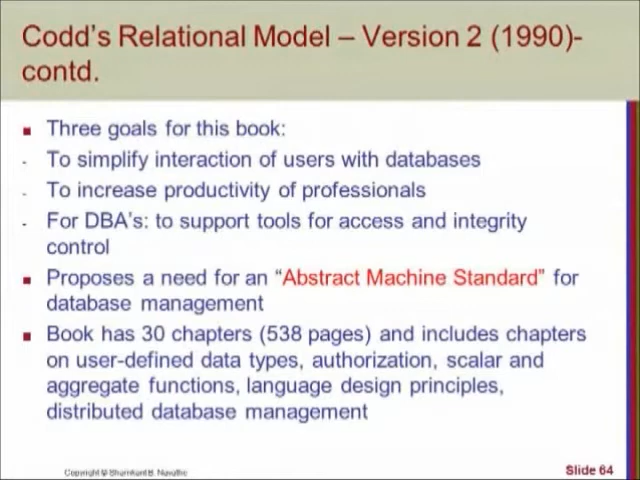 Codd's Relational Model – Version 2 (1990)-
contd.
Three goals for this book:
- To simplify interaction of users with databases
- To increase productivity of professionals
- For DBA's: to support tools for access and integrity
control
Proposes a need for an “Abstract Machine Standard” for
database management
Book has 30 chapters (538 pages) and includes chapters
on user-defined data types, authorization, scalar and
aggregate functions, language design principles,
distributed database management
Copyright © Shamkant B. Navathe
Slide 64